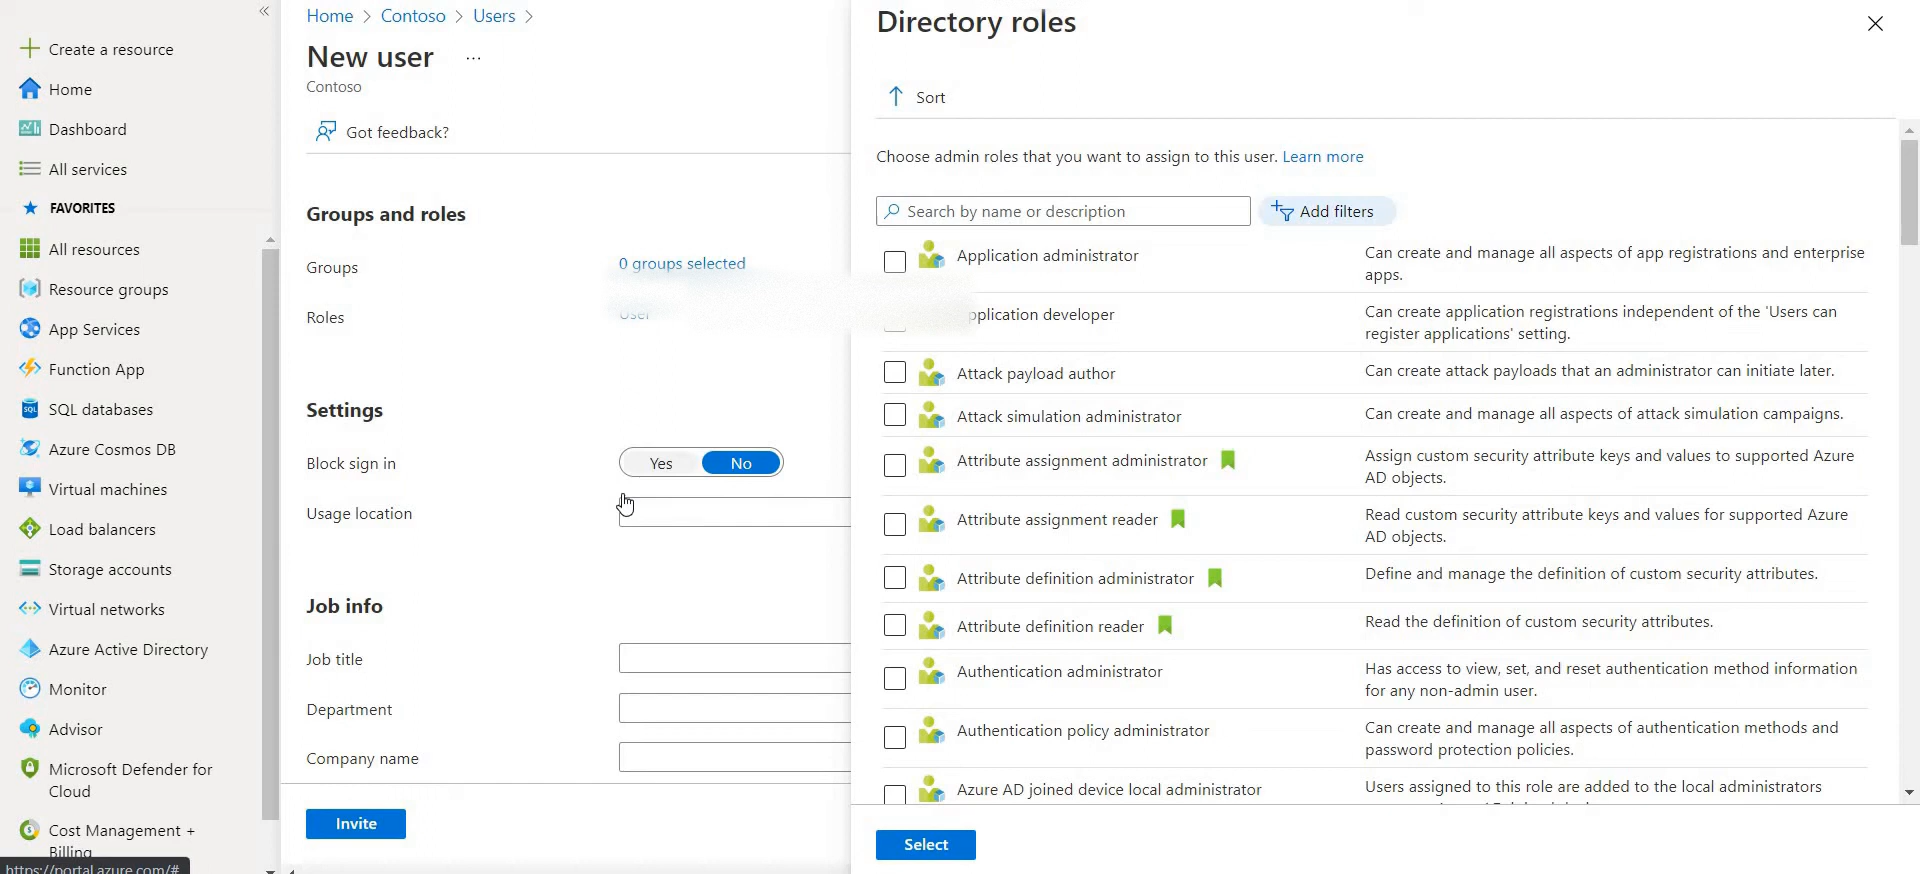 Create a resource
Home
Dashboard
All services
FAVORITES
All resources
Resource groups
App Services
Function App
SQL databases
Azure Cosmos DB
Virtual machines
Load balancers
Storage accounts
Virtual networks
Azure Active Directory
Monitor
Advisor
Microsoft Defender for
Cloud
Cost Management +
Billing
https://portal.azure.com/#
Home > Contoso > Users >
New user ...
Contoso
Got feedback?
Groups and roles
Groups
0 groups selected
Roles
User
Settings
Block sign in
Yes No
Usage location
Job info
Job title
Department
Company name
Invite
Directory roles
Sort
Choose admin roles that you want to assign to this user. Learn more
Search by name or description
Add filters
Application administrator
Can create and manage all aspects of app registrations and enterprise
apps.
pplication developer
Can create application registrations independent of the 'Users can
register applications' setting.
Attack payload author
Can create attack payloads that an administrator can initiate later.
Attack simulation administrator
Can create and manage all aspects of attack simulation campaigns.
Attribute assignment administrator
Assign custom security attribute keys and values to supported Azure
AD objects.
Attribute assignment reader
Read custom security attribute keys and values for supported Azure
AD objects.
Attribute definition administrator
Define and manage the definition of custom security attributes.
Attribute definition reader
Read the definition of custom security attributes.
Authentication administrator
Has access to view, set, and reset authentication method information
for any non-admin user.
Authentication policy administrator
Can create and manage all aspects of authentication methods and
password protection policies.
Azure AD joined device local administrator
Users assigned to this role are added to the local administrators
Select